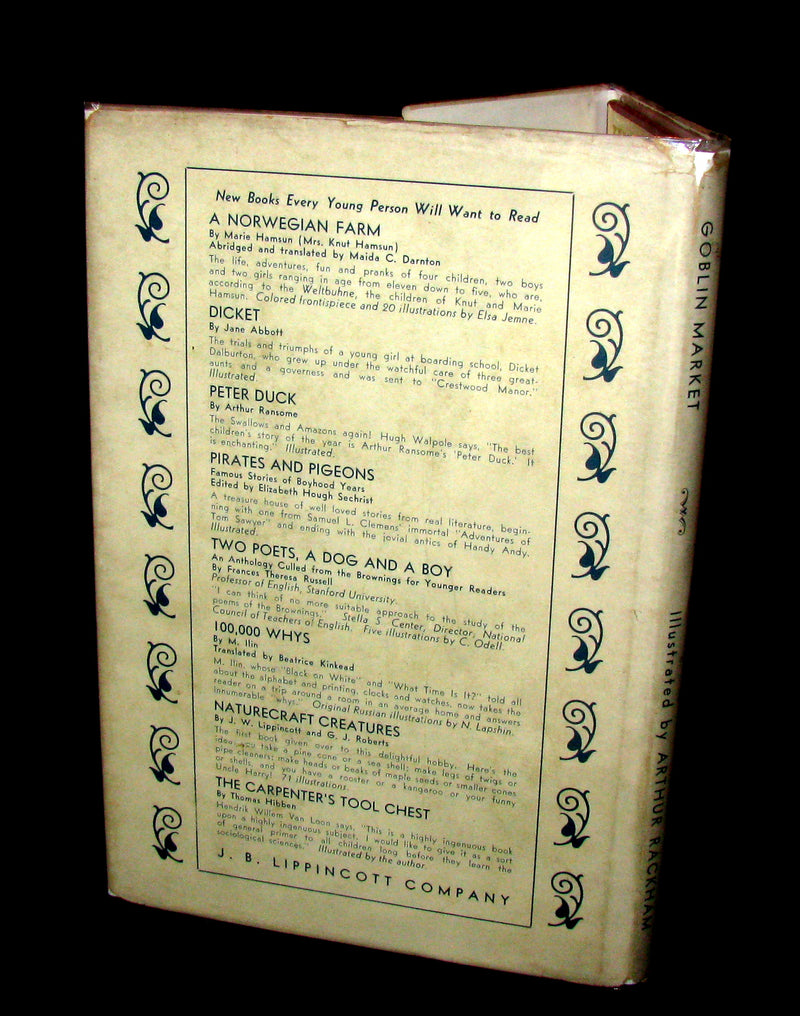 New Books Every Young Person Will Want to Read
A NORWEGIAN FARM
By Marie Hamsun (Mrs. Knut Hamsun)
Abridged and translated by Maida C. Darnton
The life, adventures, fun and pranks of four children, two boys
and two girls ranging in age from eleven down to five, who are,
according to the Weltbuhne, the children of Knut and Marie
Hamsun. Colored frontispiece and 20 illustrations by Elsa Jemne.
DICKET
By Jane Abbott
The trials and triumphs of a young girl at boarding school, Dicket
Dalburton, who grew up under the watchful care of three great-
aunts and a governess and was sent to "Crestwood Manor."
Illustrated.
PETER DUCK
By Arthur Ransome
The Swallows and Amazons again! Hugh Walpole says, "The best
children's story of the year is Arthur Ransome's 'Peter Duck.' It
is enchanting." Illustrated.
PIRATES AND PIGEONS
Famous Stories of Boyhood Years
Edited by Elizabeth Hough Sechrist
A treasure house of well loved stories from real literature, begin-
ning with one from Samuel L. Clemens' immortal "Adventures of
Tom Sawyer" and ending with the jovial antics of Handy Andy.
Illustrated.
TWO POETS, A DOG AND A BOY
An Anthology Culled from the Brownings for Younger Readers
By Frances Theresa Russell
Professor of English, Stanford University.
"I can think of no more suitable approach to the study of the
poems of the Brownings." Stella S. Center, Director, National
Council of Teachers of English. Five illustrations by C. Odell.
100,000 WHYS
By M. Ilin
Translated by Beatrice Kinkead
M. Ilin, whose "Black on White" and "What Time Is It?" told all
about the alphabet and printing, clocks and watches, now takes the
reader on a trip around a room in an average home and answers
innumerable "whys." Original Russian illustrations by N. Lapshin.
NATURECRAFT CREATURES
By J. W. Lippincott and G. J. Roberts
The first book given over to this delightful hobby. Here's the
idea—you take a pine cone or a sea shell; make legs of twigs or
pipe cleaners; make heads or beaks of maple seeds or smaller cones
or shells, and you have a rooster or a kangaroo or your funny
Uncle Harry! 71 illustrations.
THE CARPENTER'S TOOL CHEST
By Thomas Hibben
Hendrik Willem Van Loon says, "This is a highly ingenuous book
upon a highly ingenuous subject. I would like to give it as a sort
of general primer to all children long before they learn the
sociological sciences." Illustrated by the author.
J. B. LIPPINCOTT COMPANY
GOBLIN MARKET
Illustrated by ARTHUR RACKHAM